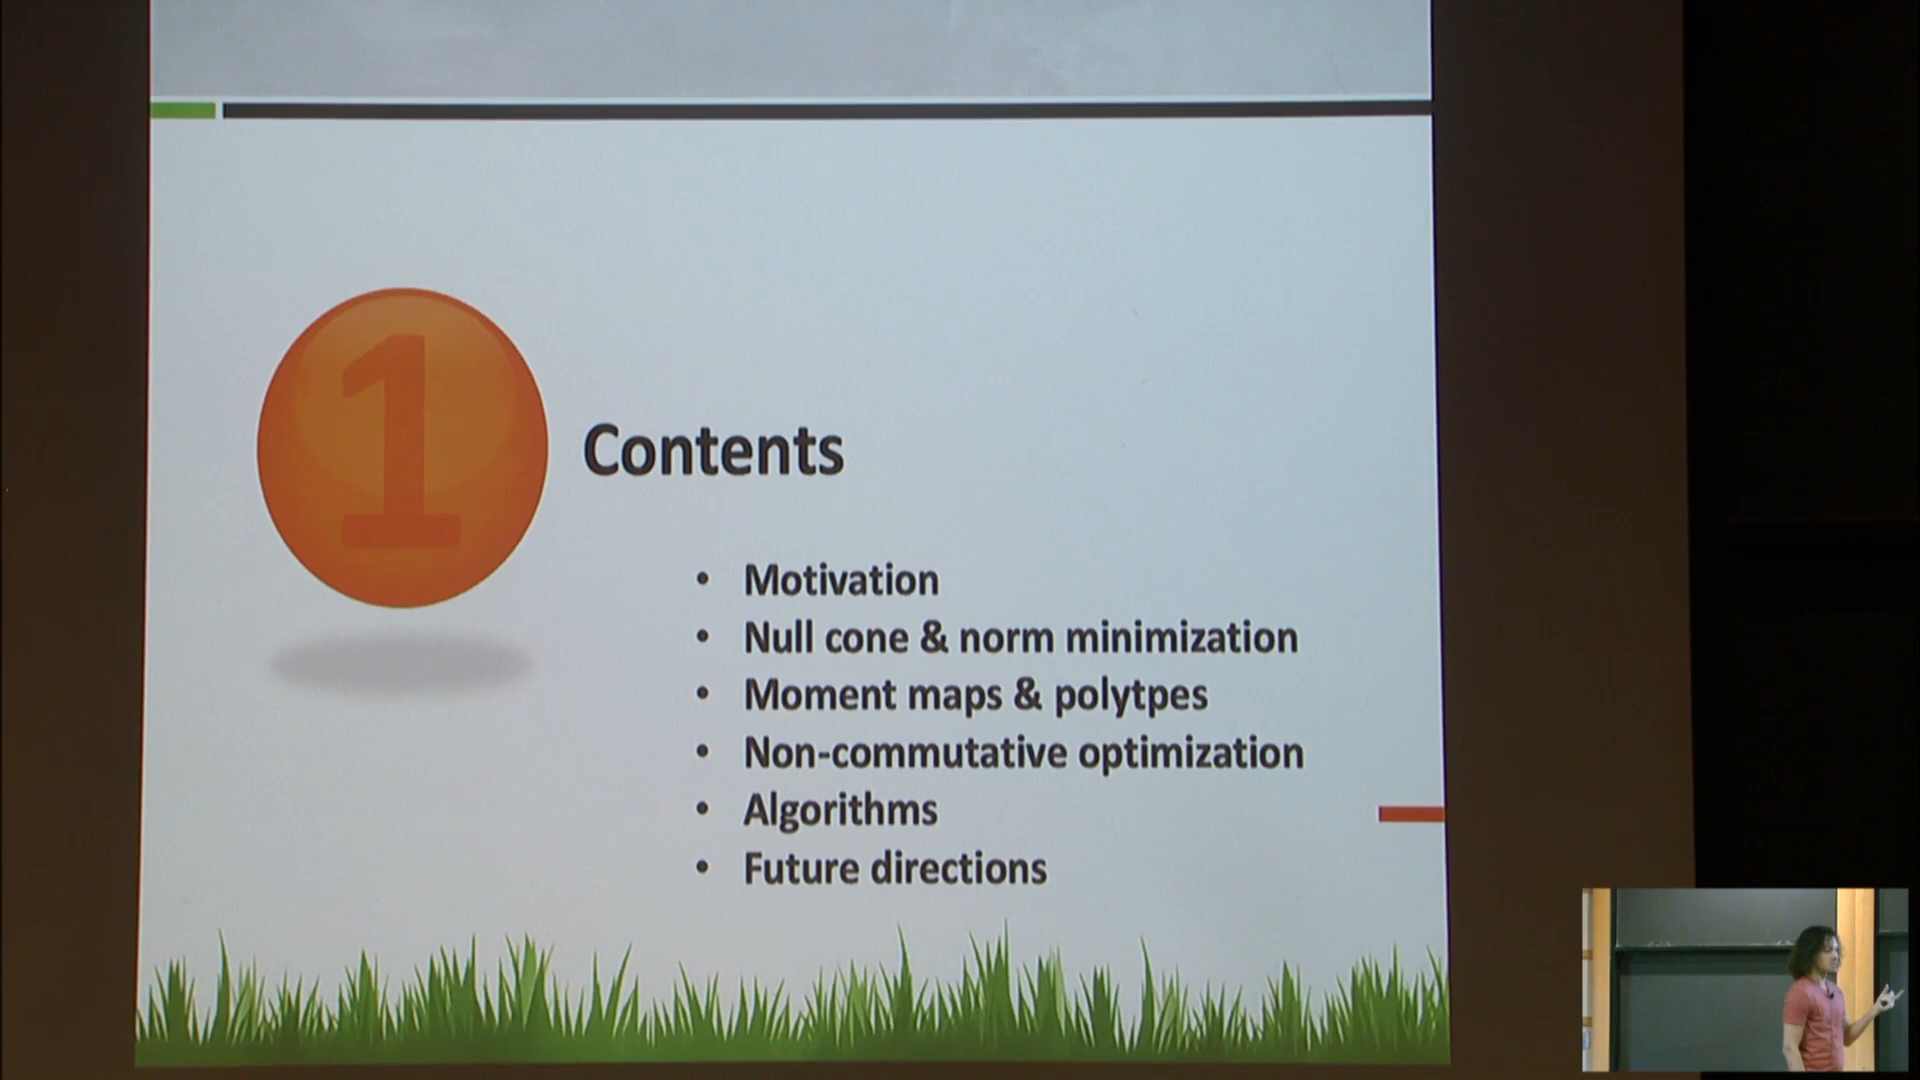 1
Contents
• Motivation
• Null cone & norm minimization
• Moment maps & polytpes
• Non-commutative optimization
• Algorithms
• Future directions